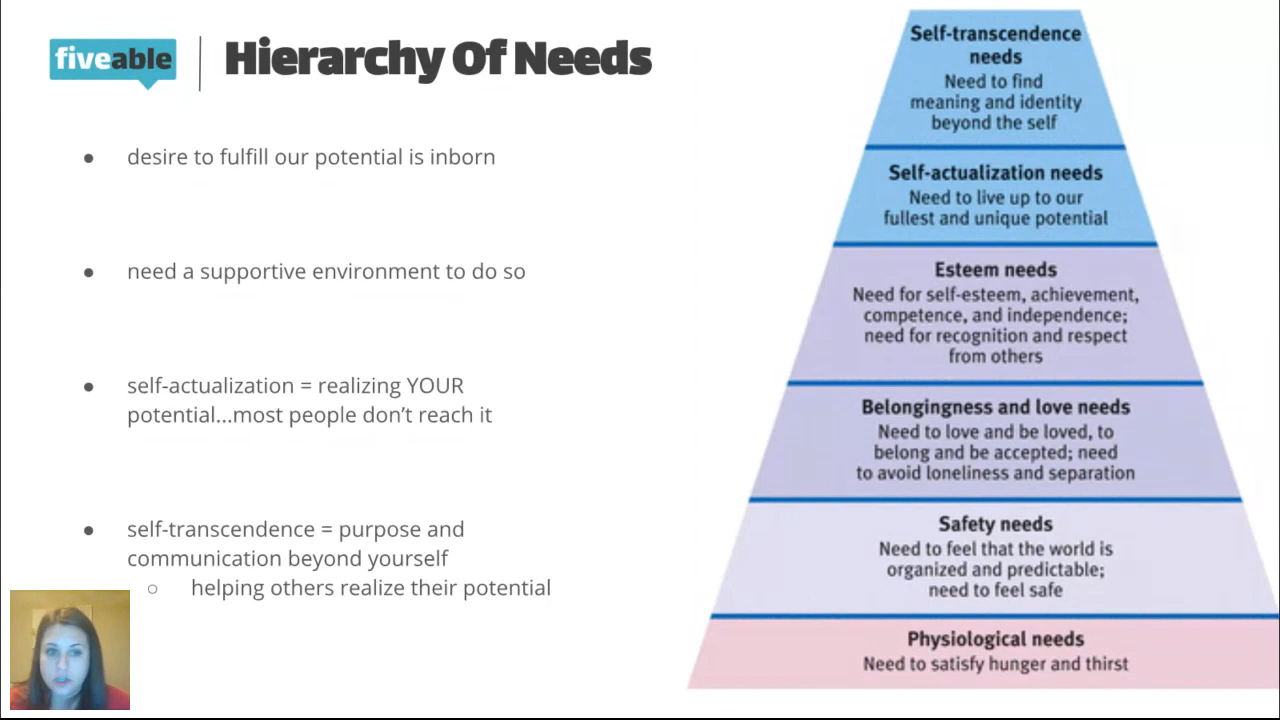 fiveable
Hierarchy Of Needs
desire to fulfill our potential is inborn
need a supportive environment to do so
self-actualization = realizing YOUR
potential...most people don't reach it
self-transcendence = purpose and
communication beyond yourself
helping others realize their potential
Self-transcendence
needs
Need to find
meaning and identity
beyond the self
Self-actualization needs
Need to live up to our
fullest and unique potential
Esteem needs
Need for self-esteem, achievement,
competence, and independence;
need for recognition and respect
from others
Belongingness and love needs
Need to love and be loved, to
belong and be accepted; need
to avoid loneliness and separation
Safety needs
Need to feel that the world is
organized and predictable;
need to feel safe
Physiological needs
Need to satisfy hunger and thirst